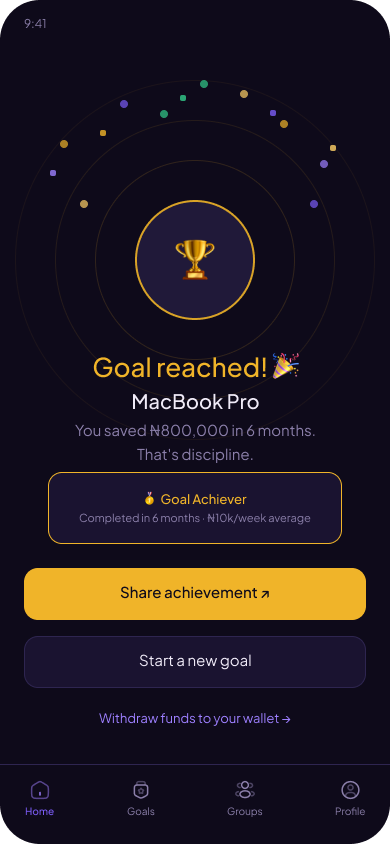 9:41
Goal reached! 🎉
MacBook Pro
You saved ₦800,000 in 6 months.
That's discipline.
🏅 Goal Achiever
Completed in 6 months · ₦10k/week average
Share achievement ↗
Start a new goal
Withdraw funds to your wallet →
Home Goals Groups Profile